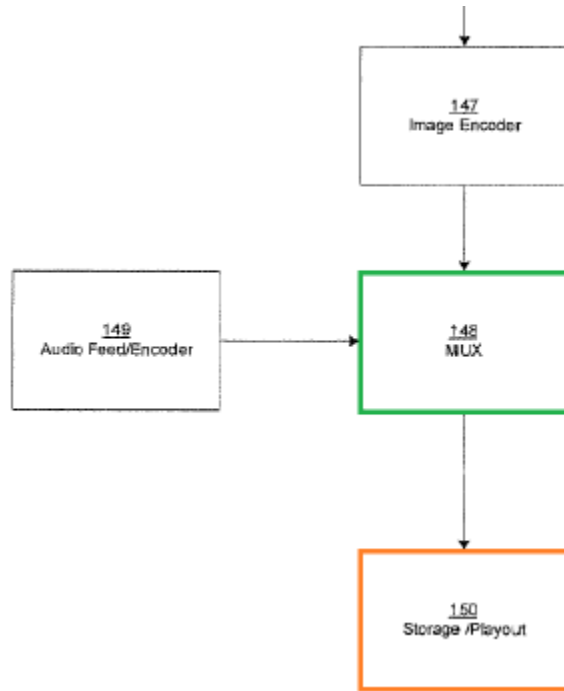 147
Image Encoder
149
Audio Feed/Encoder
148
MUX
150
Storage /Playout